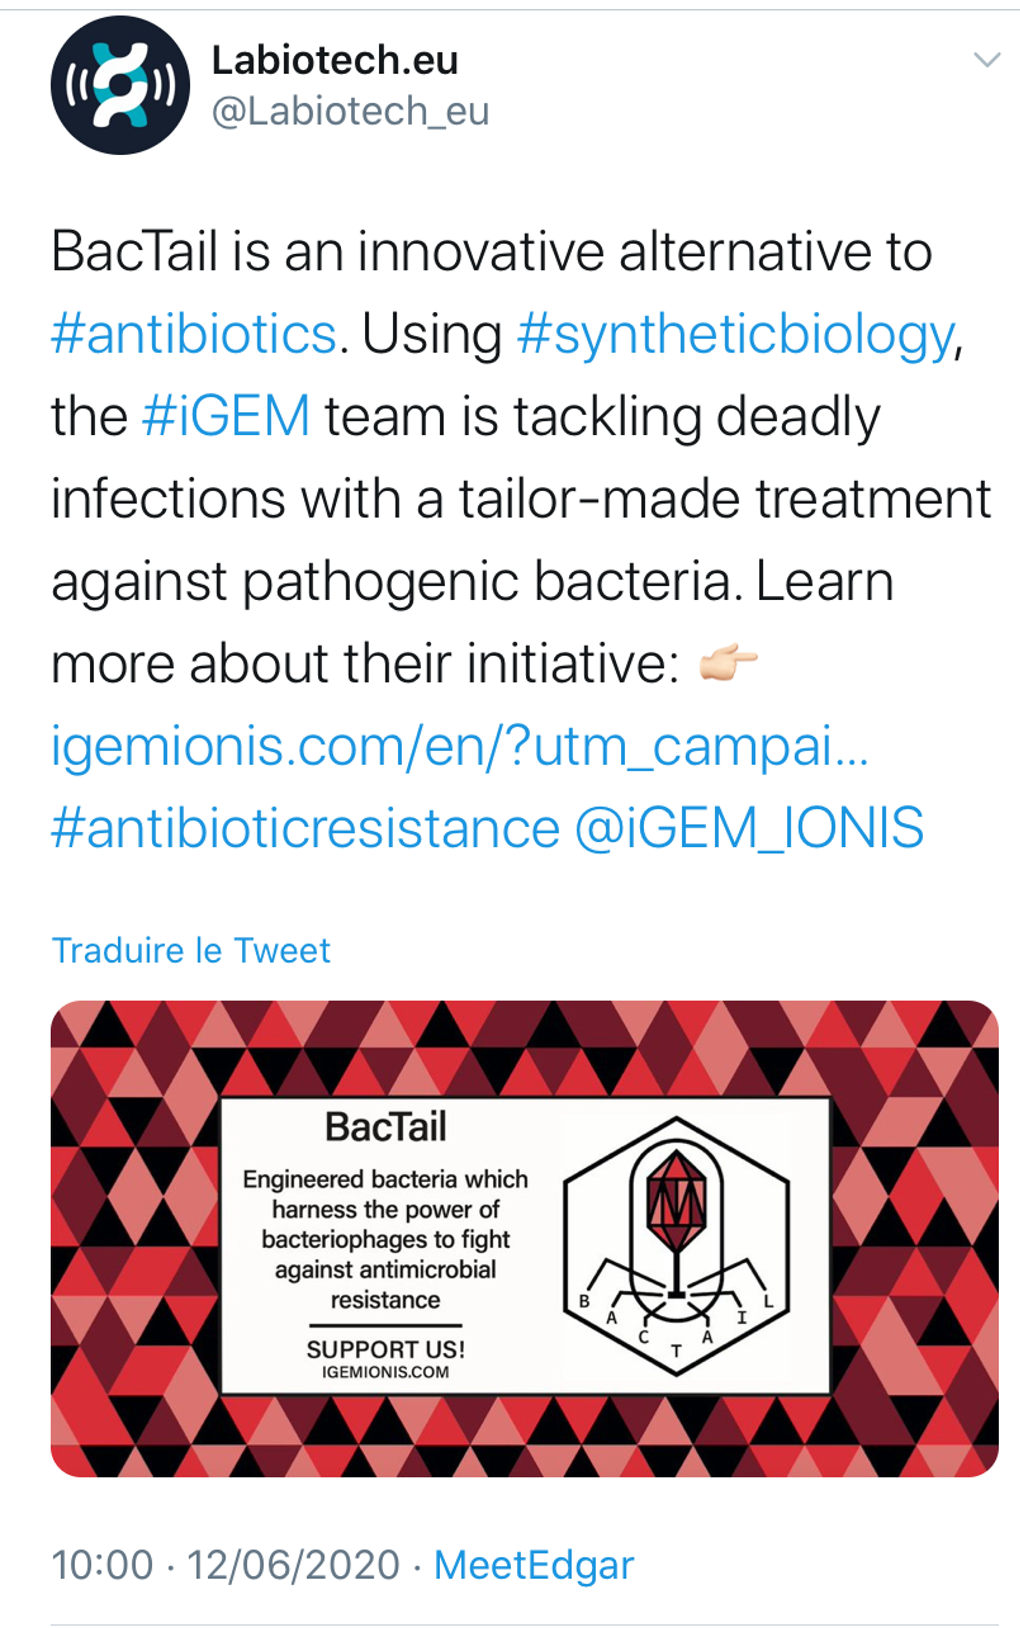 Labiotech.eu
@Labiotech_eu
BacTail is an innovative alternative to
#antibiotics. Using #syntheticbiology,
the #iGEM team is tackling deadly
infections with a tailor-made treatment
against pathogenic bacteria. Learn
more about their initiative: 👉🏻
igemionis.com/en/?utm_campai...
#antibioticresistance @iGEM_IONIS
Traduire le Tweet
BacTail
Engineered bacteria which
harness the power of
bacteriophages to fight
against antimicrobial
resistance
SUPPORT US!
IGEMIONIS.COM
B A C T A I L
10:00 · 12/06/2020 · MeetEdgar